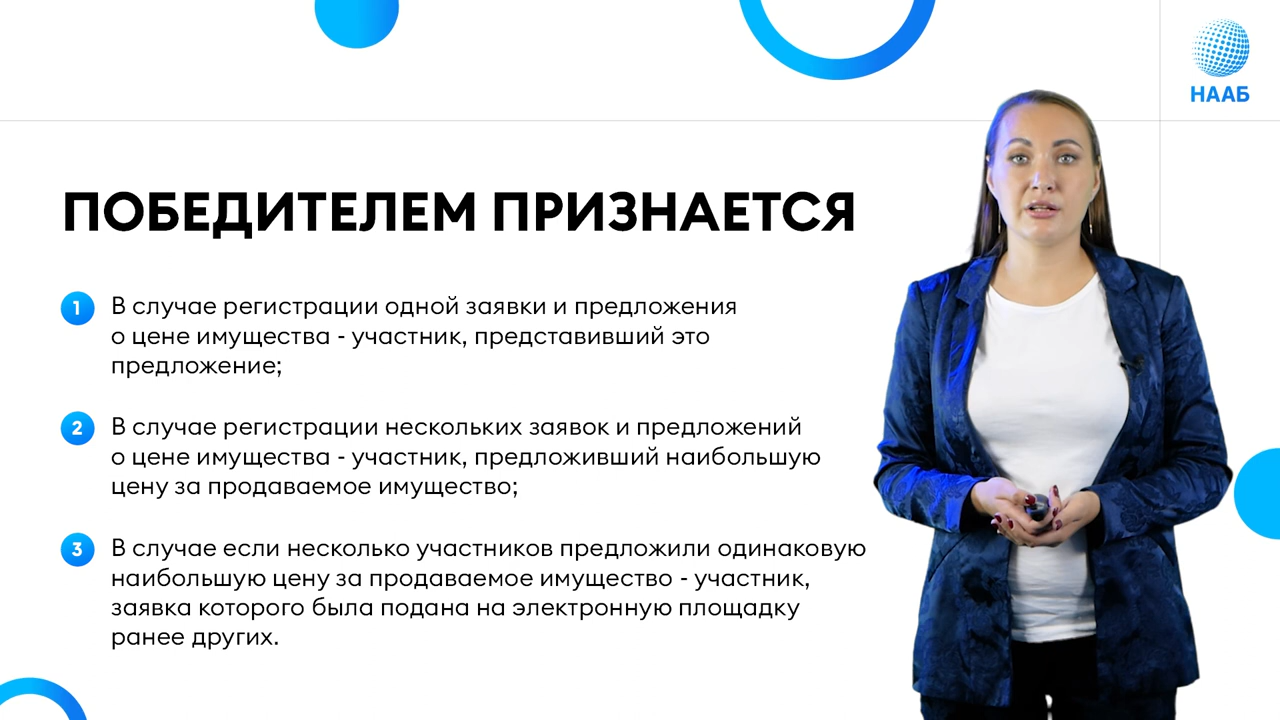 НААБ
ПОБЕДИТЕЛЕМ ПРИЗНАЕТСЯ
1 В случае регистрации одной заявки и предложения
о цене имущества - участник, представивший это
предложение;
2 В случае регистрации нескольких заявок и предложений
о цене имущества - участник, предложивший наибольшую
цену за продаваемое имущество;
3 В случае если несколько участников предложили одинаковую
наибольшую цену за продаваемое имущество - участник,
заявка которого была подана на электронную площадку
ранее других.